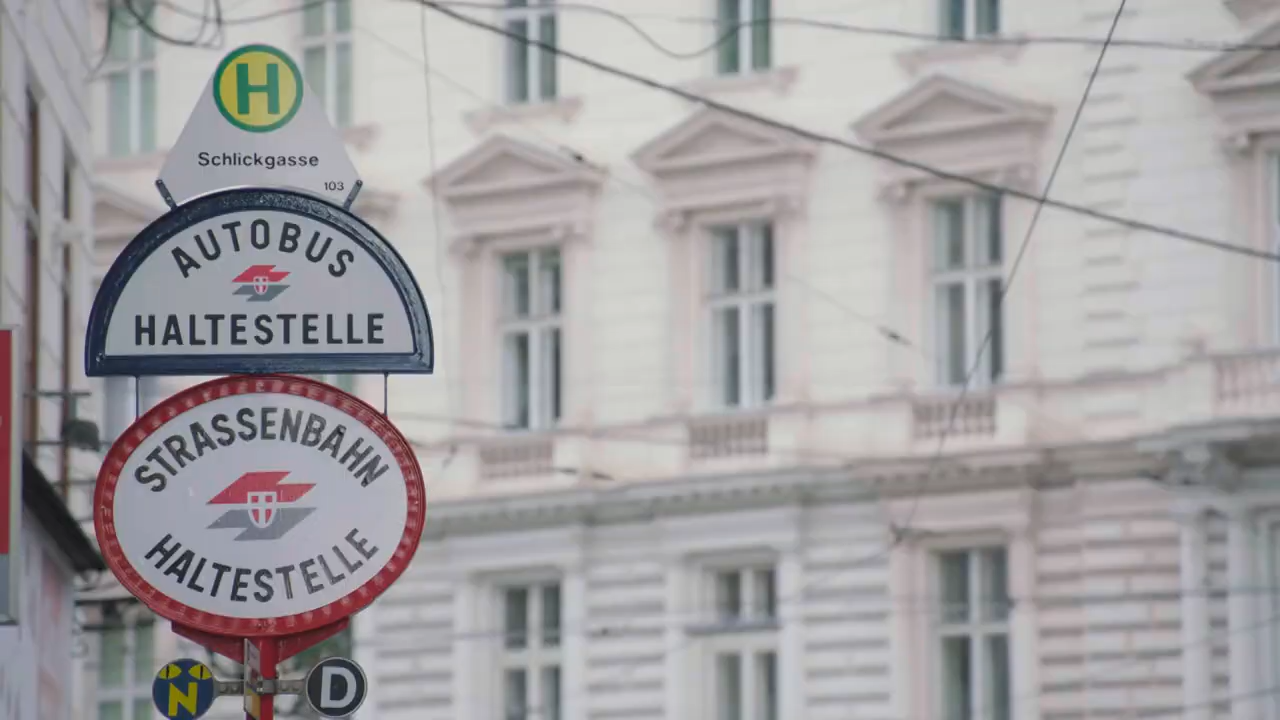 H
Schlickgasse
103
AUTOBUS
HALTESTELLE
STRASSENBAHN
HALTESTELLE
N
D